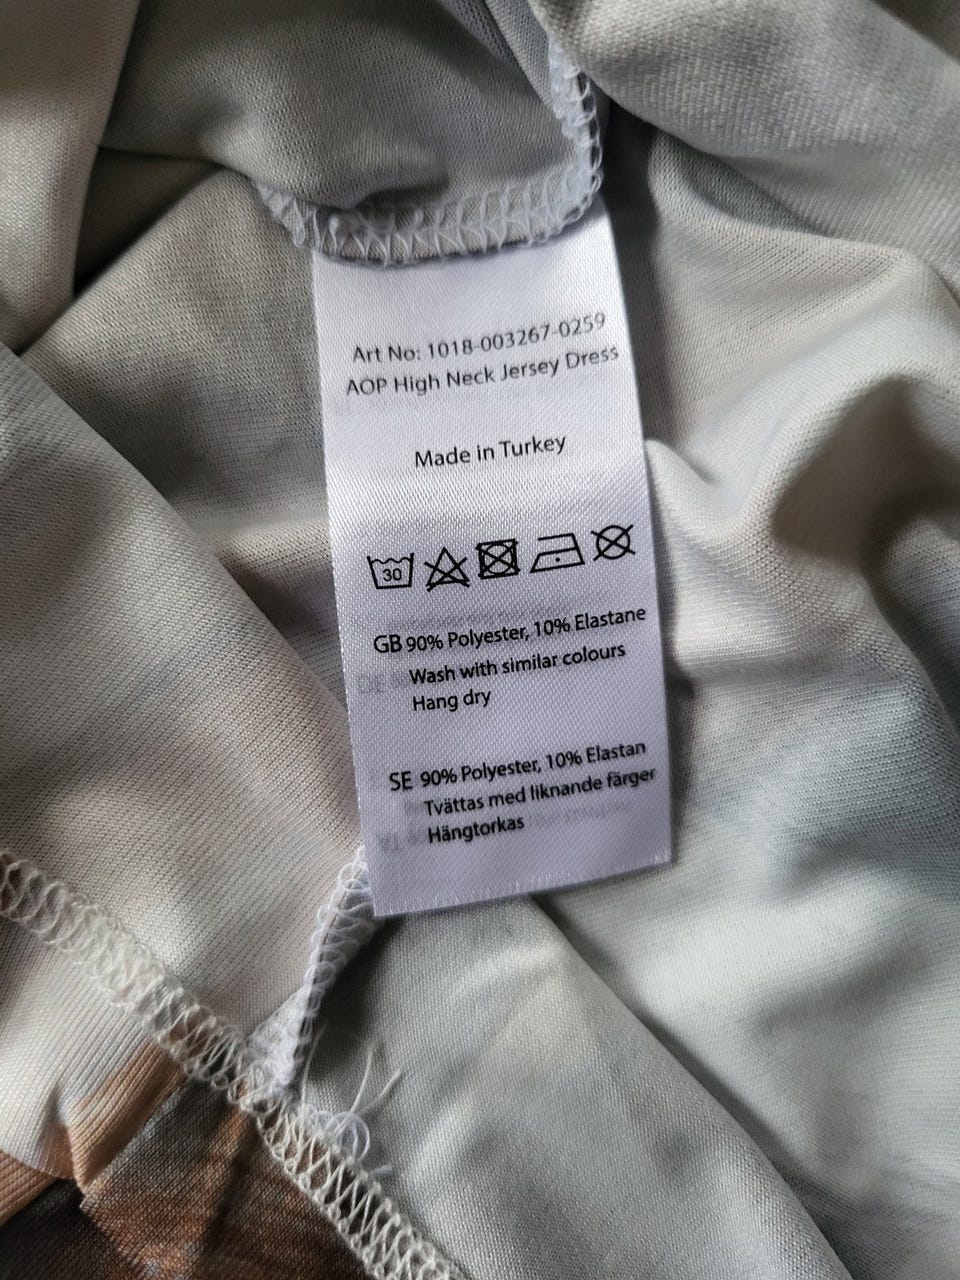 Art No: 1018-003267-0259
AOP High Neck Jersey Dress
Made in Turkey
30
GB 90% Polyester, 10% Elastane
Wash with similar colours
Hang dry
SE 90% Polyester, 10% Elastan
Tvättas med liknande färger
Hängtorkas